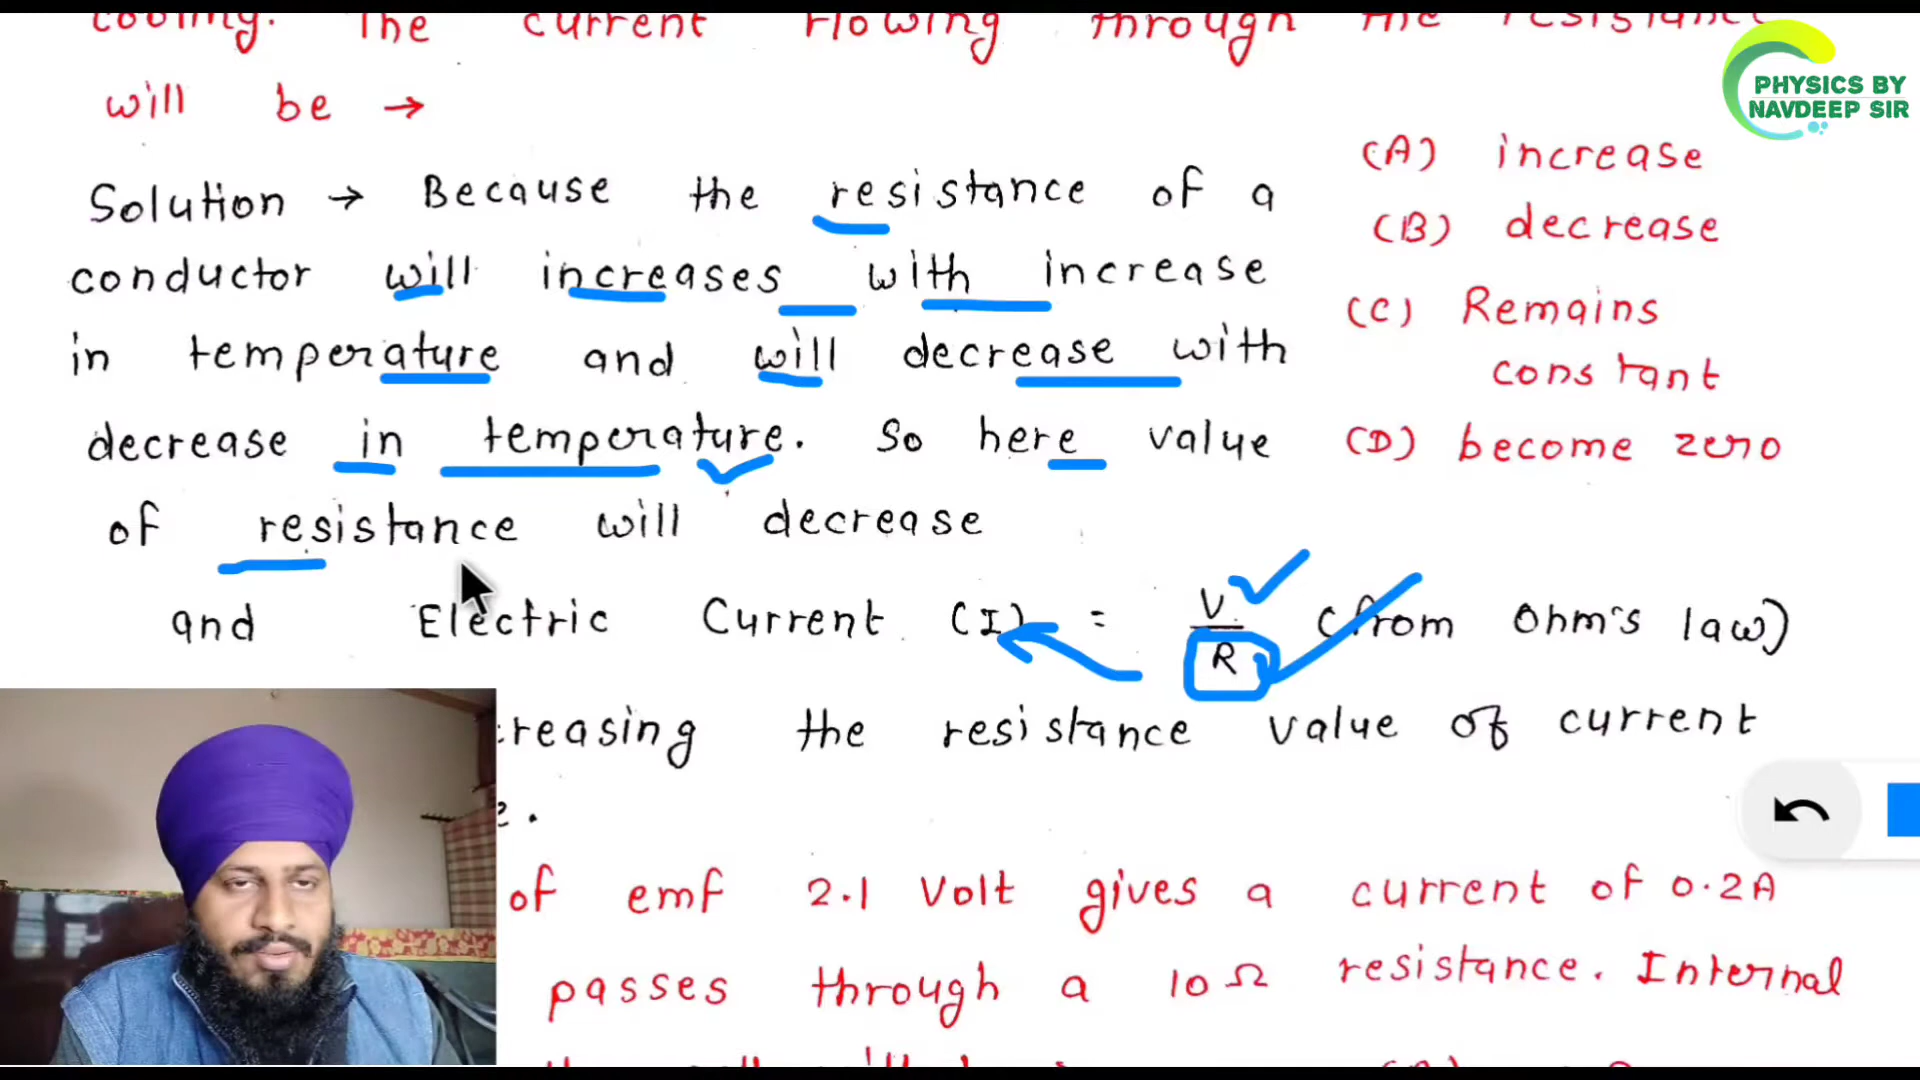 cooling. The current flowing through the resistance
will be →
PHYSICS BY
NAVDEEP SIR
Solution → Because the resistance of a
conductor will increases with increase
in temperature and will decrease with
decrease in temperature. So here value
of resistance will decrease
and Electric Current (I) = V/R (from Ohm's law)
(A) increase
(B) decrease
(C) Remains
constant
(D) become zero
creasing the resistance value of current
e.
of emf 2.1 Volt gives a current of 0.2A
passes through a 10Ω resistance. Internal